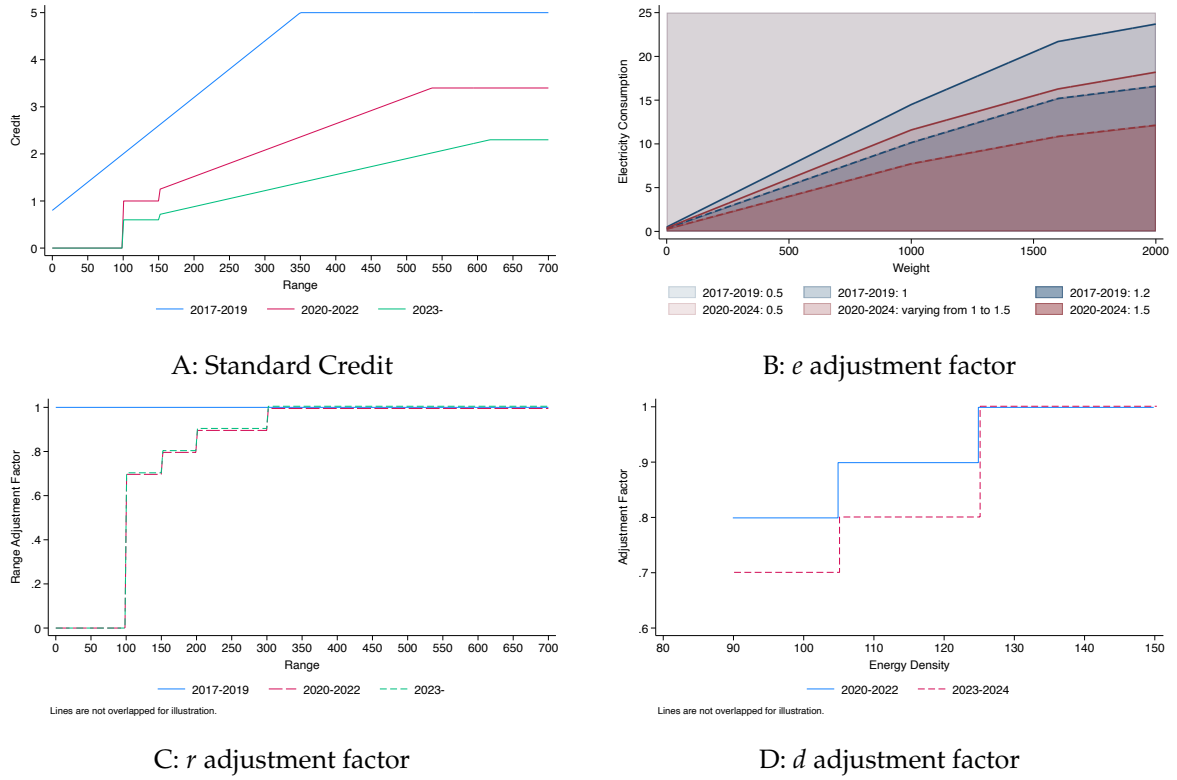 5
4
3
2
1
0
Credit
0 50 100 150 200 250 300 350 400 450 500 550 600 650 700
Range
2017-2019 2020-2022 2023-
A: Standard Credit
25
20
15
10
5
0
Electricity Consumption
0 500 1000 1500 2000
Weight
2017-2019: 0.5 2017-2019: 1 2017-2019: 1.2
2020-2024: 0.5 2020-2024: varying from 1 to 1.5 2020-2024: 1.5
B: e adjustment factor
1
.8
.6
.4
.2
0
Range Adjustment Factor
0 50 100 150 200 250 300 350 400 450 500 550 600 650 700
Range
2017-2019 2020-2022 2023-
Lines are not overlapped for illustration.
C: r adjustment factor
1
.9
.8
.7
.6
Adjustment Factor
80 90 100 110 120 130 140 150
Energy Density
2020-2022 2023-2024
Lines are not overlapped for illustration.
D: d adjustment factor